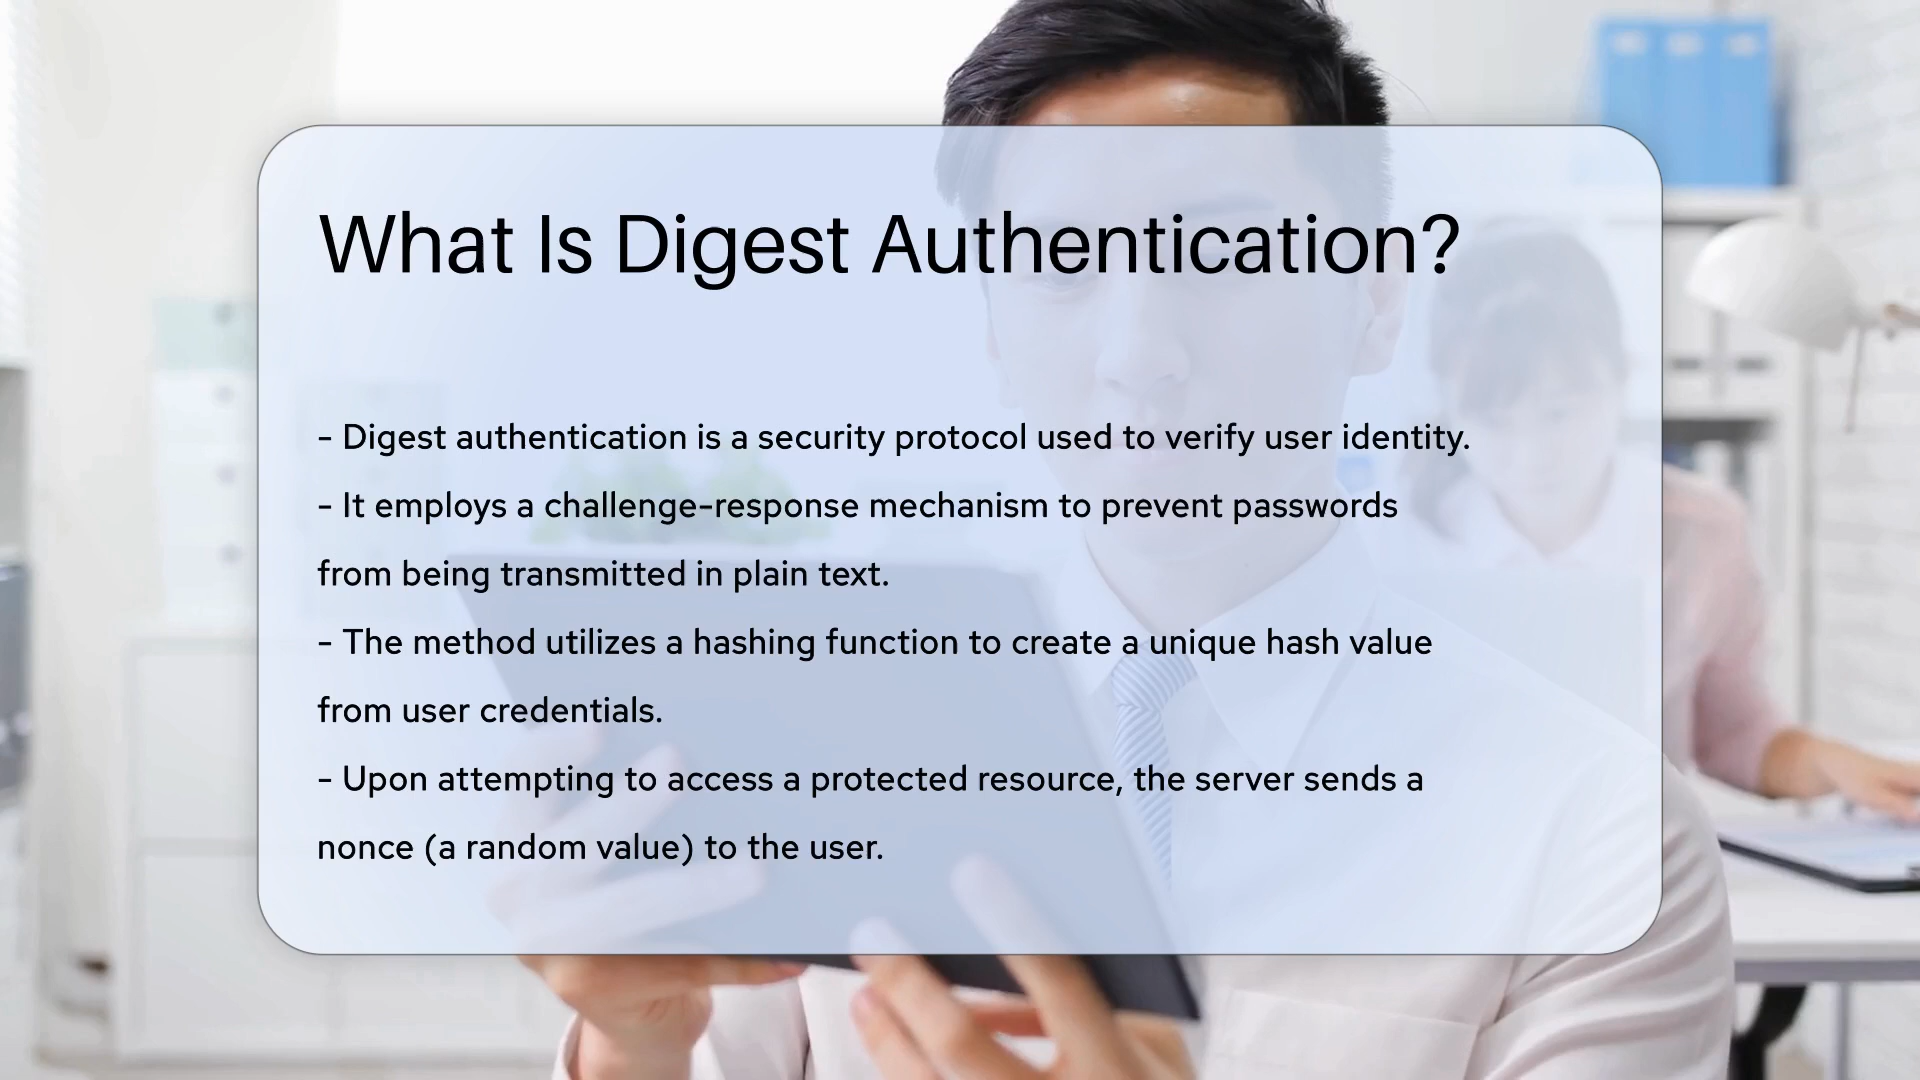 What Is Digest Authentication?
- Digest authentication is a security protocol used to verify user identity.
- It employs a challenge-response mechanism to prevent passwords
from being transmitted in plain text.
- The method utilizes a hashing function to create a unique hash value
from user credentials.
- Upon attempting to access a protected resource, the server sends a
nonce (a random value) to the user.